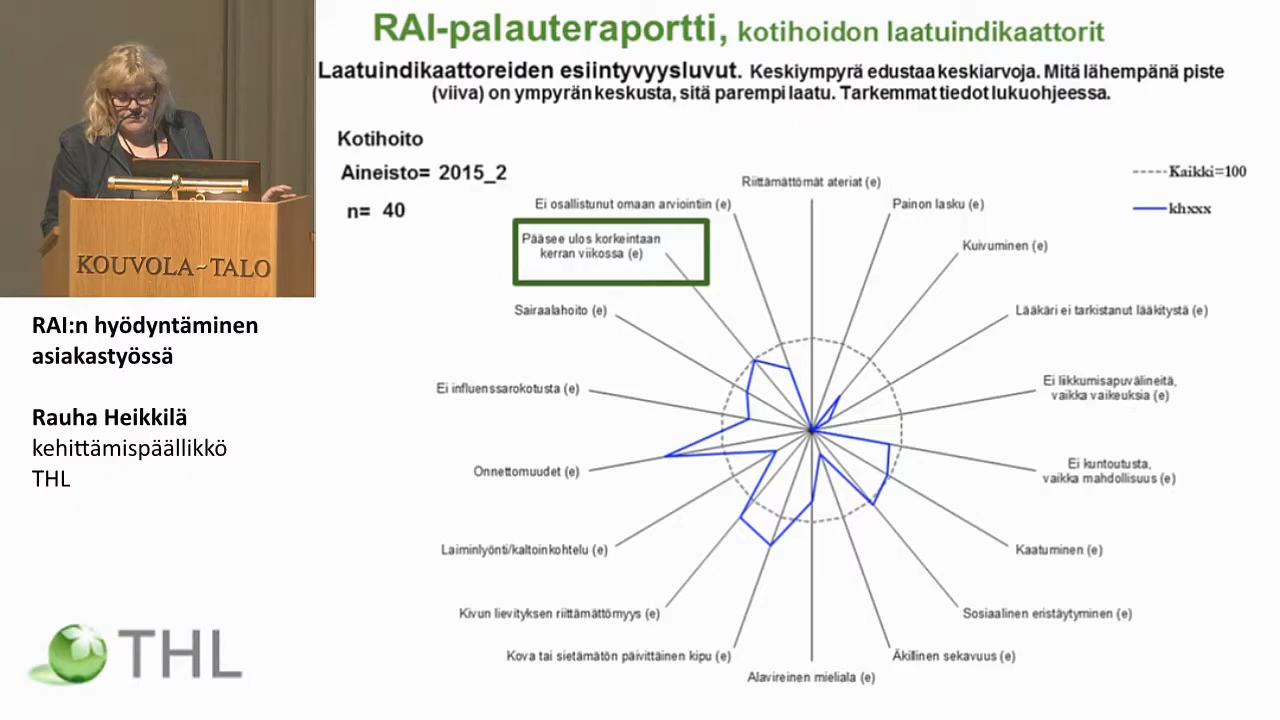 RAI-palauteraportti, kotihoidon laatuindikaattorit
Laatuindikaattoreiden esiintyvyysluvut. Keskiympyrä edustaa keskiarvoja. Mitä lähempänä piste
(viiva) on ympyrän keskusta, sitä parempi laatu. Tarkemmat tiedot lukuohjeessa.
Kotihoito
Aineisto= 2015_2
n= 40
Kaikki=100
khxxx
Riittämättömät ateriat (e)
Ei osallistunut omaan arviointiin (e)
Painon lasku (e)
Pääsee ulos korkeintaan
kerran viikossa (e)
Kuivuminen (e)
Sairaalahoito (e)
Lääkäri ei tarkistanut lääkitystä (e)
Ei influenssarokotusta (e)
Ei liikkumisapuvälineitä,
vaikka vaikeuksia (e)
Onnettomuudet (e)
Ei kuntoutusta,
vaikka mahdollisuus (e)
Laiminlyönti/kaltoinkohtelu (e)
Kaatuminen (e)
Kivun lievityksen riittämättömyys (e)
Sosiaalinen eristäytyminen (e)
Kova tai sietämätön päivittäinen kipu (e)
Äkillinen sekavuus (e)
Alavireinen mieliala (e)
KOUVOLA-TALO
RAI:n hyödyntäminen
asiakastyössä
Rauha Heikkilä
kehittämispäällikkö
THL
THL